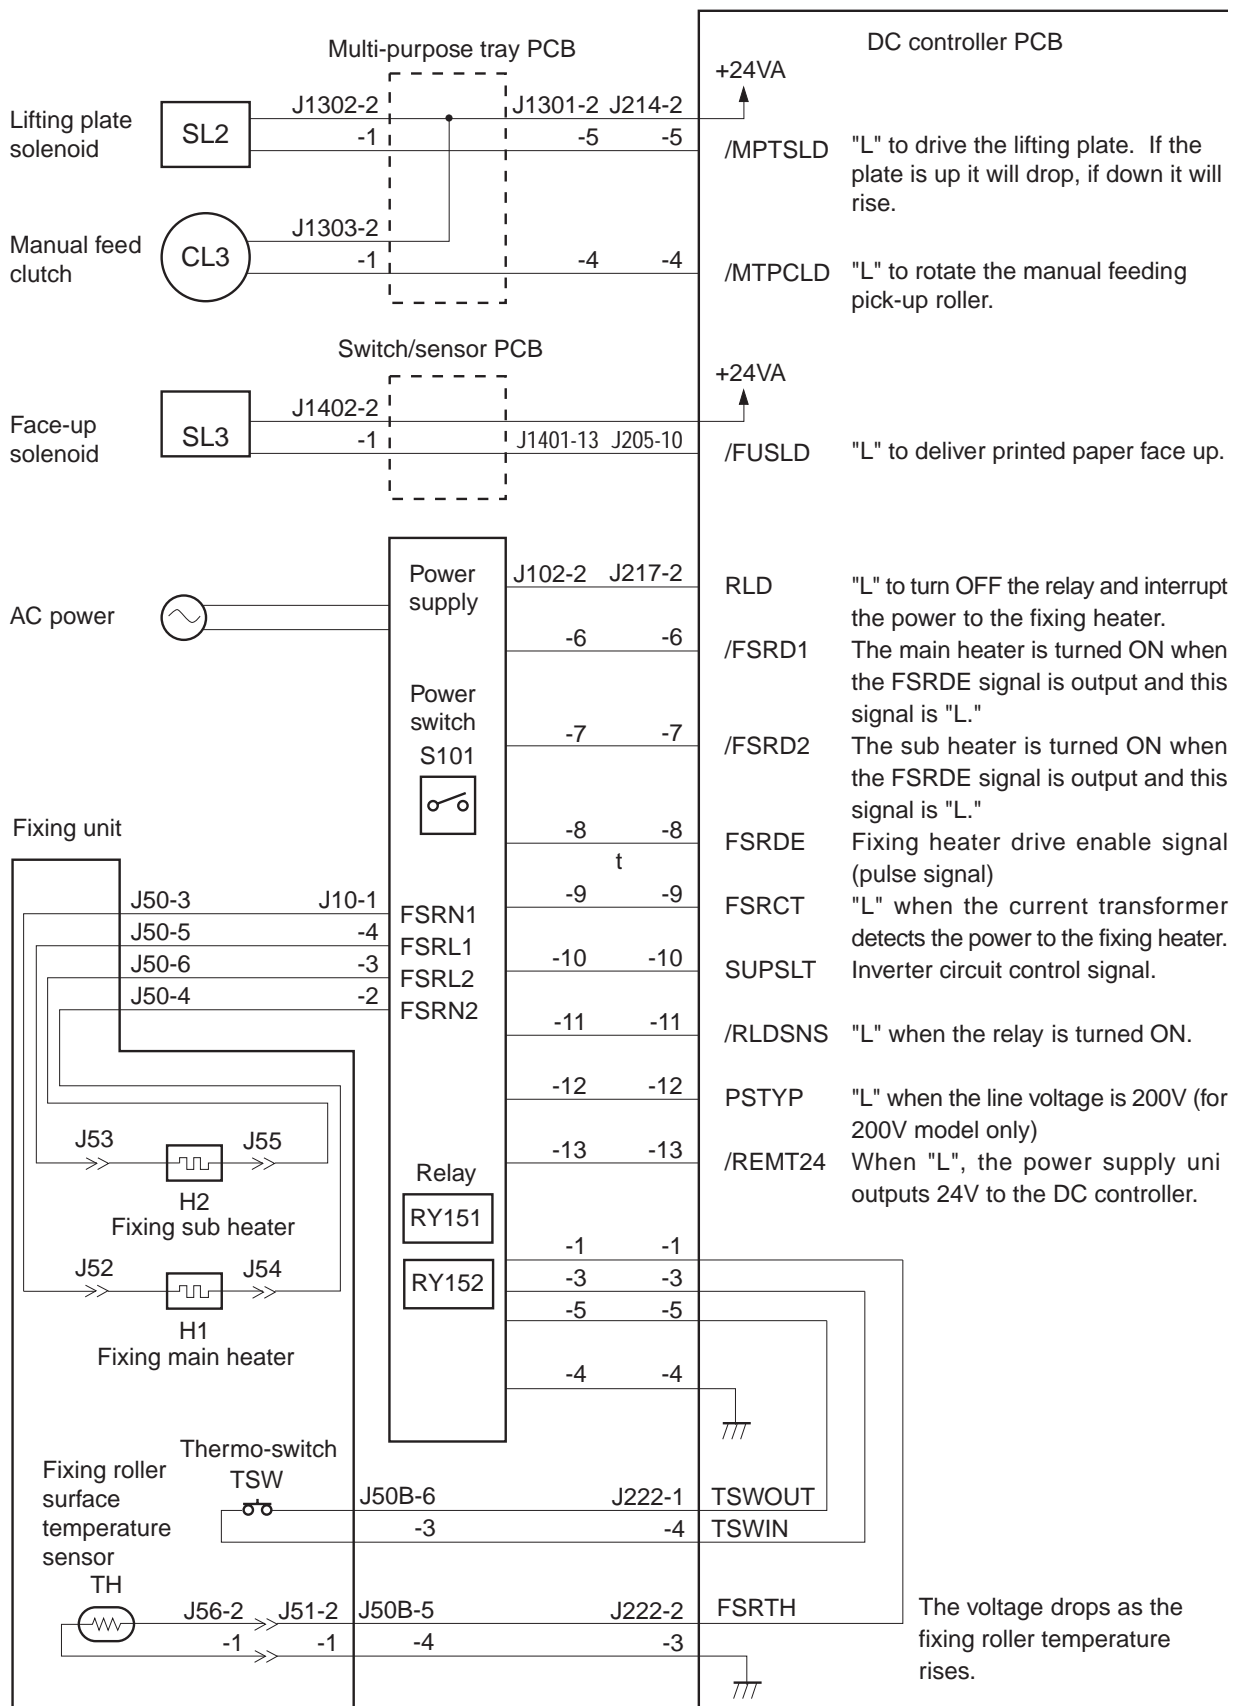 DC controller PCB
Multi-purpose tray PCB
+24VA
Lifting plate
solenoid
SL2
J1302-2
J1301-2 J214-2
-1
-5
-5
/MPTSLD
"L" to drive the lifting plate. If the
plate is up it will drop, if down it will
rise.
Manual feed
clutch
CL3
J1303-2
-1
-4
-4
/MTPCLD
"L" to rotate the manual feeding
pick-up roller.
Switch/sensor PCB
+24VA
Face-up
solenoid
SL3
J1402-2
-1
J1401-13 J205-10
/FUSLD
"L" to deliver printed paper face up.
AC power
Power
supply
J102-2 J217-2
RLD
"L" to turn OFF the relay and interrupt
the power to the fixing heater.
-6
-6
/FSRD1
The main heater is turned ON when
the FSRDE signal is output and this
signal is "L."
Power
switch
S101
-7
-7
/FSRD2
The sub heater is turned ON when
the FSRDE signal is output and this
signal is "L."
-8
-8
t
FSRDE
Fixing heater drive enable signal
(pulse signal)
-9
-9
FSRCT
"L" when the current transformer
detects the power to the fixing heater.
-10
-10
SUPSLT
Inverter circuit control signal.
-11
-11
/RLDSNS
"L" when the relay is turned ON.
-12
-12
PSTYP
"L" when the line voltage is 200V (for
200V model only)
-13
-13
/REMT24
When "L", the power supply uni
outputs 24V to the DC controller.
Fixing unit
J50-3
J10-1
FSRN1
J50-5
-4
FSRL1
J50-6
-3
FSRL2
J50-4
-2
FSRN2
J53
J55
H2
Fixing sub heater
J52
J54
H1
Fixing main heater
Relay
RY151
RY152
-1
-1
-3
-3
-5
-5
-4
-4
Thermo-switch
TSW
J50B-6
J222-1
TSWOUT
-3
-4
TSWIN
Fixing roller
surface
temperature
sensor
TH
J56-2
J51-2
J50B-5
J222-2
FSRTH
-1
-1
-4
-3
The voltage drops as the
fixing roller temperature
rises.